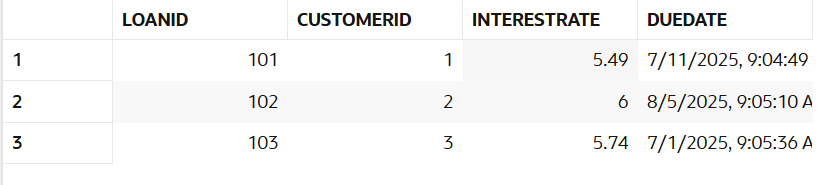 LOANID CUSTOMERID INTERESTRATE DUEDATE
1 101 1 5.49 7/11/2025, 9:04:49
2 102 2 6 8/5/2025, 9:05:10 A
3 103 3 5.74 7/1/2025, 9:05:36 A